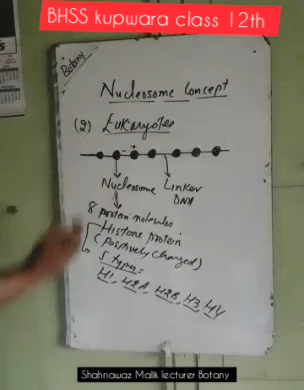 BHSS kupwara class 12th
Botany
Nucleosome Concept
(2) Eukaryotes
Nucleosome Linker
DNA
8 protein molecules
Histone protein
(Positively charged)
5 types:
H1, H2A, H2B, H3, HV
Shahnawaz Malik lecturer Botany